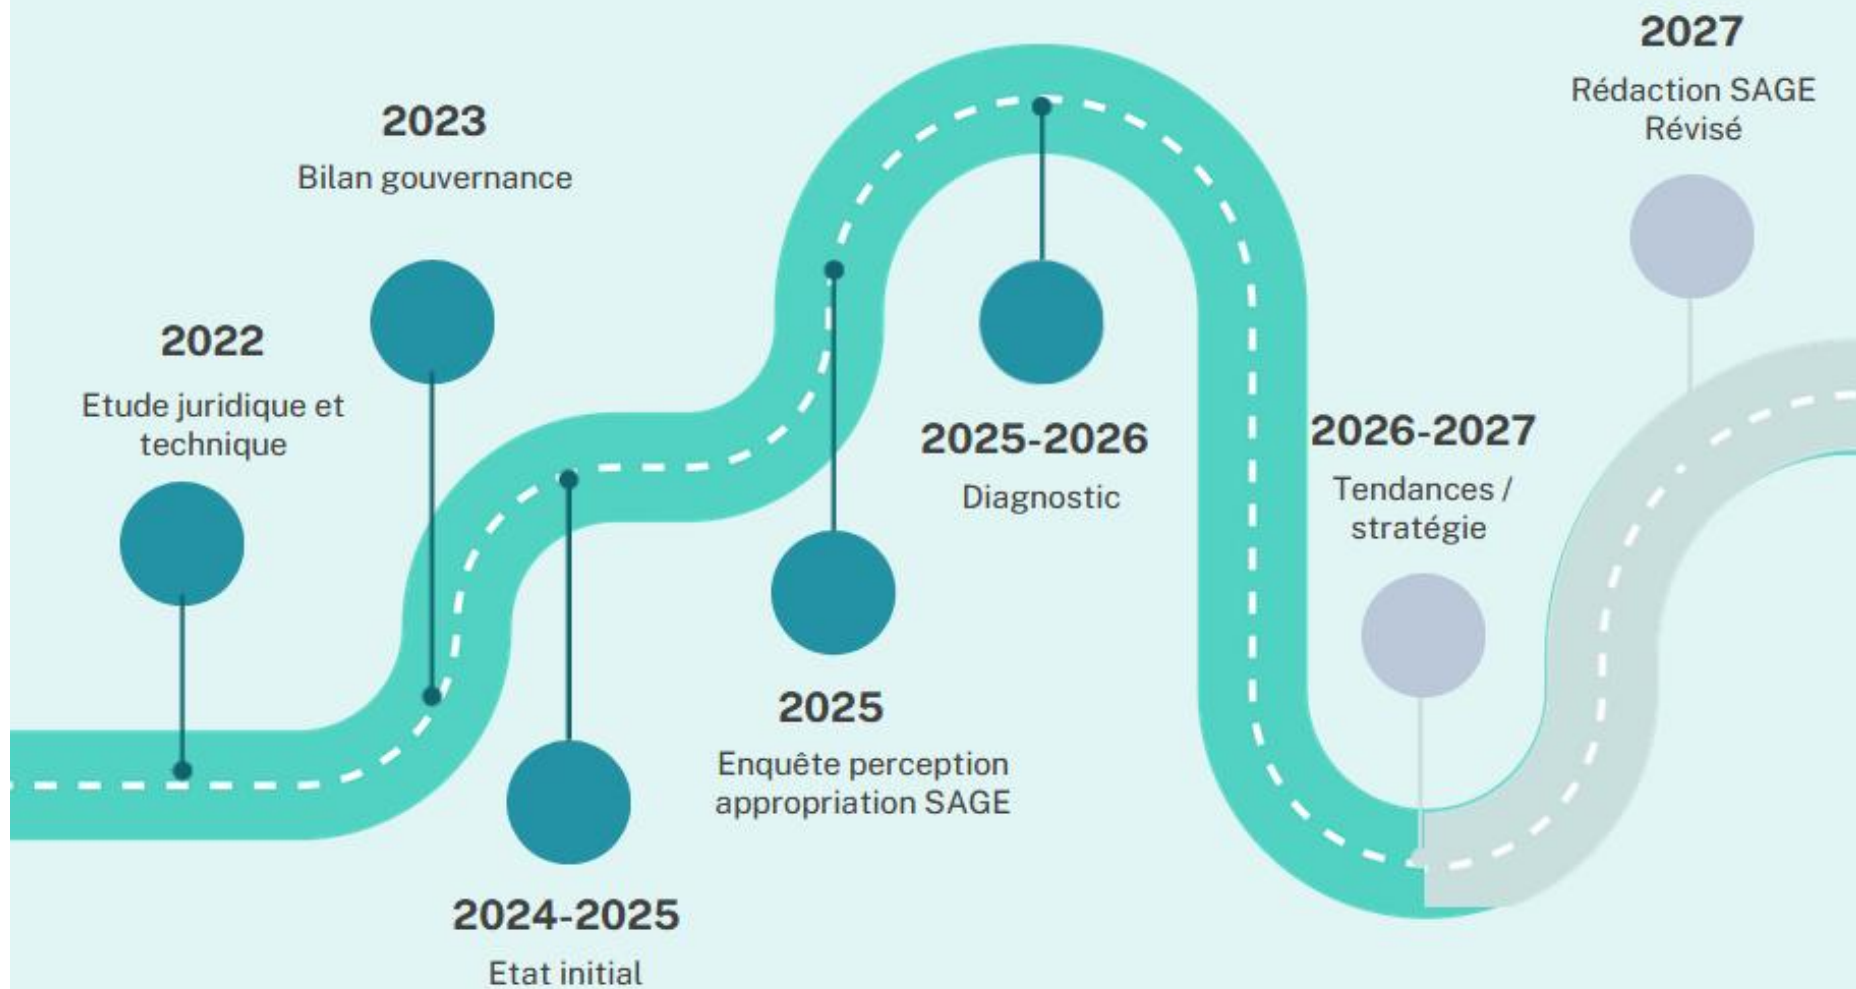 2022
Etude juridique et
technique
2023
Bilan gouvernance
2024-2025
Etat initial
2025
Enquête perception
appropriation SAGE
2025-2026
Diagnostic
2026-2027
Tendances /
stratégie
2027
Rédaction SAGE
Révisé